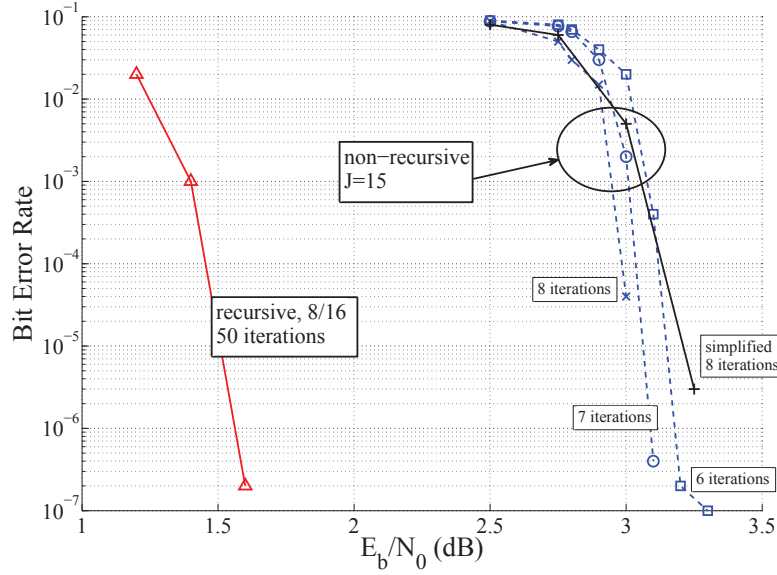 10^-1
10^-2
10^-3
10^-4
10^-5
10^-6
10^-7
Bit Error Rate
non−recursive
J=15
recursive, 8/16
50 iterations
8 iterations
simplified
8 iterations
7 iterations
6 iterations
1 1.5 2 2.5 3 3.5
E_b/N_0 (dB)